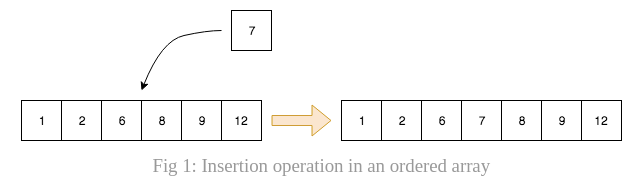 7
1 2 6 8 9 12
1 2 6 7 8 9 12
Fig 1: Insertion operation in an ordered array